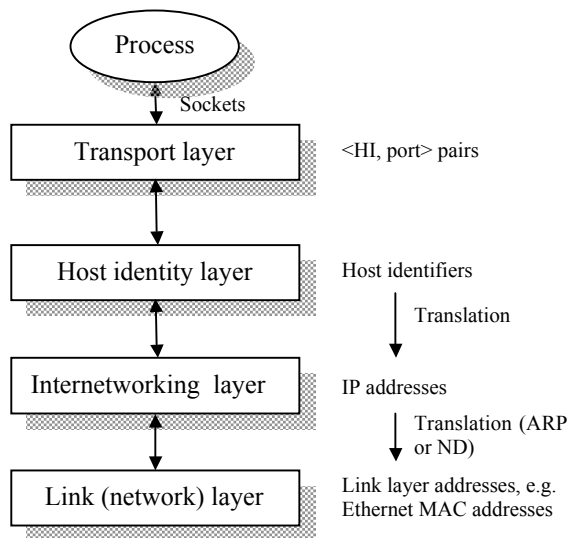 Process
Sockets
Transport layer
<HI, port> pairs
Host identity layer
Host identifiers
Translation
Internetworking layer
IP addresses
Translation (ARP
or ND)
Link (network) layer
Link layer addresses, e.g.
Ethernet MAC addresses